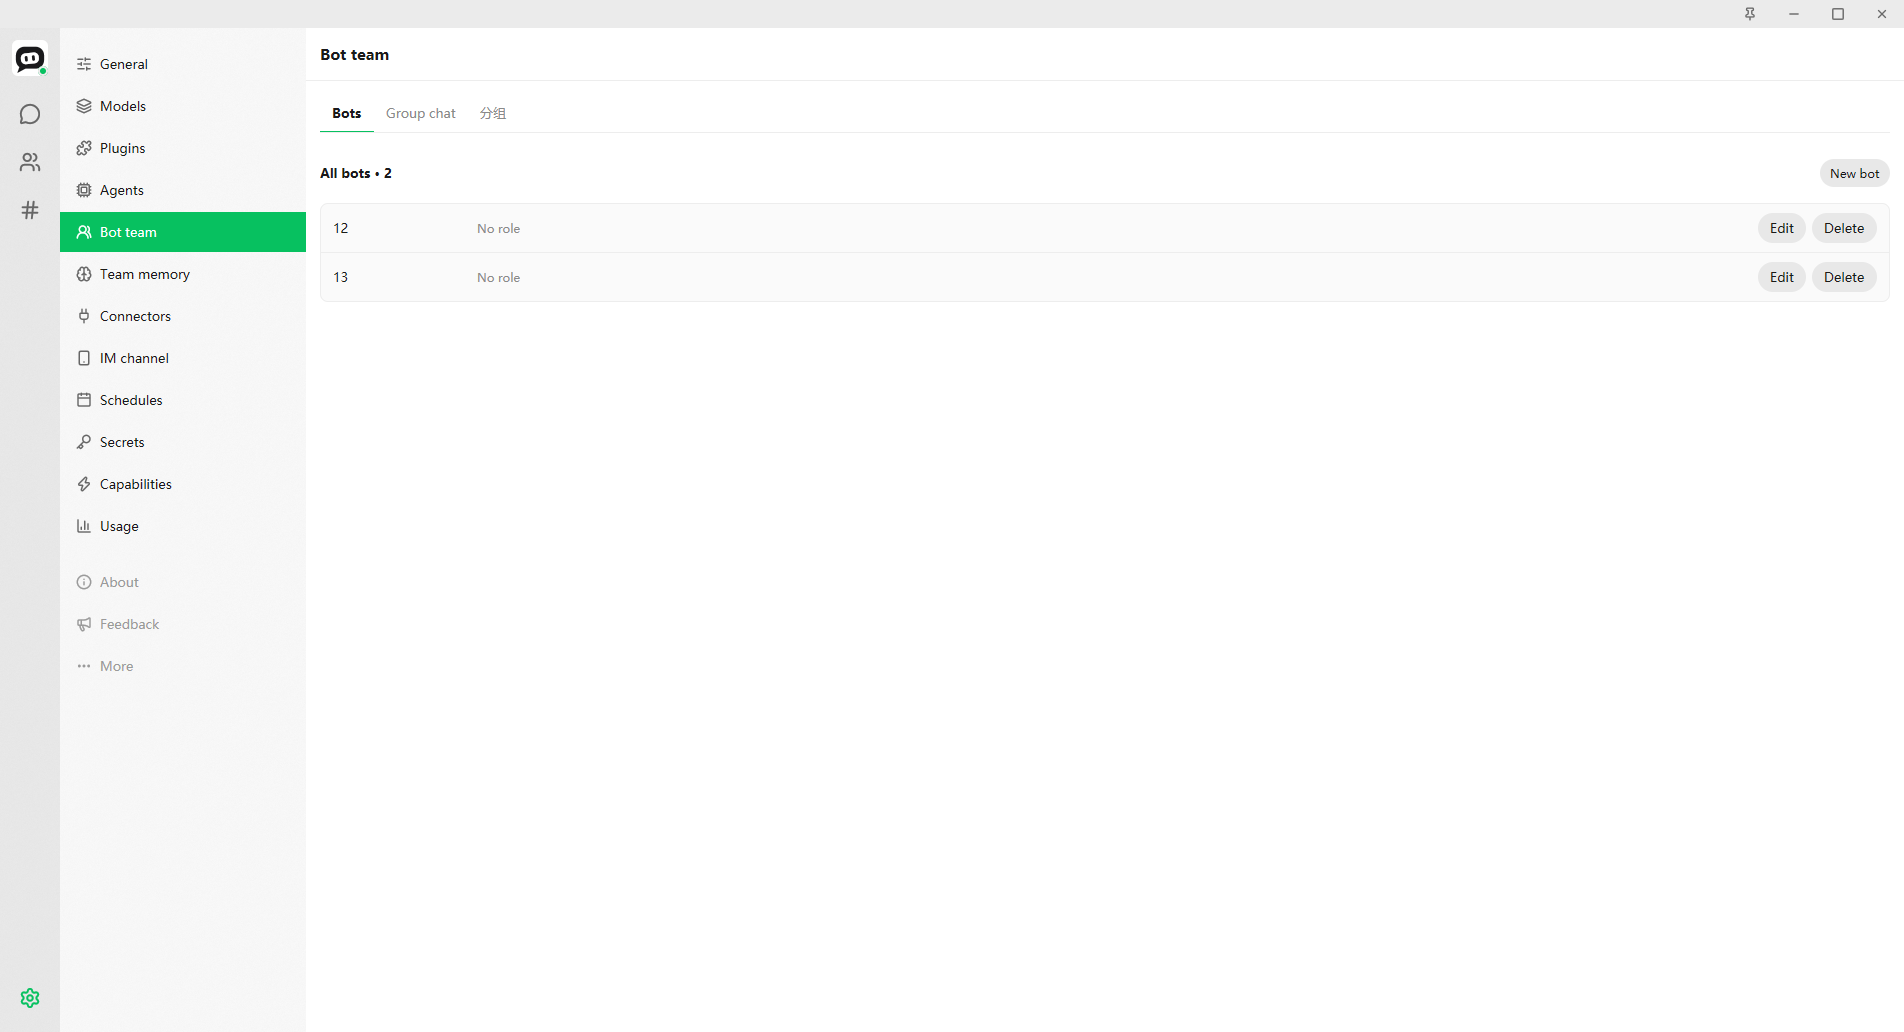 Bot team
General
Models
Plugins
Agents
Bot team
Team memory
Connectors
IM channel
Schedules
Secrets
Capabilities
Usage
About
Feedback
More
Bots Group chat 分组
All bots • 2 New bot
12 No role Edit Delete
13 No role Edit Delete